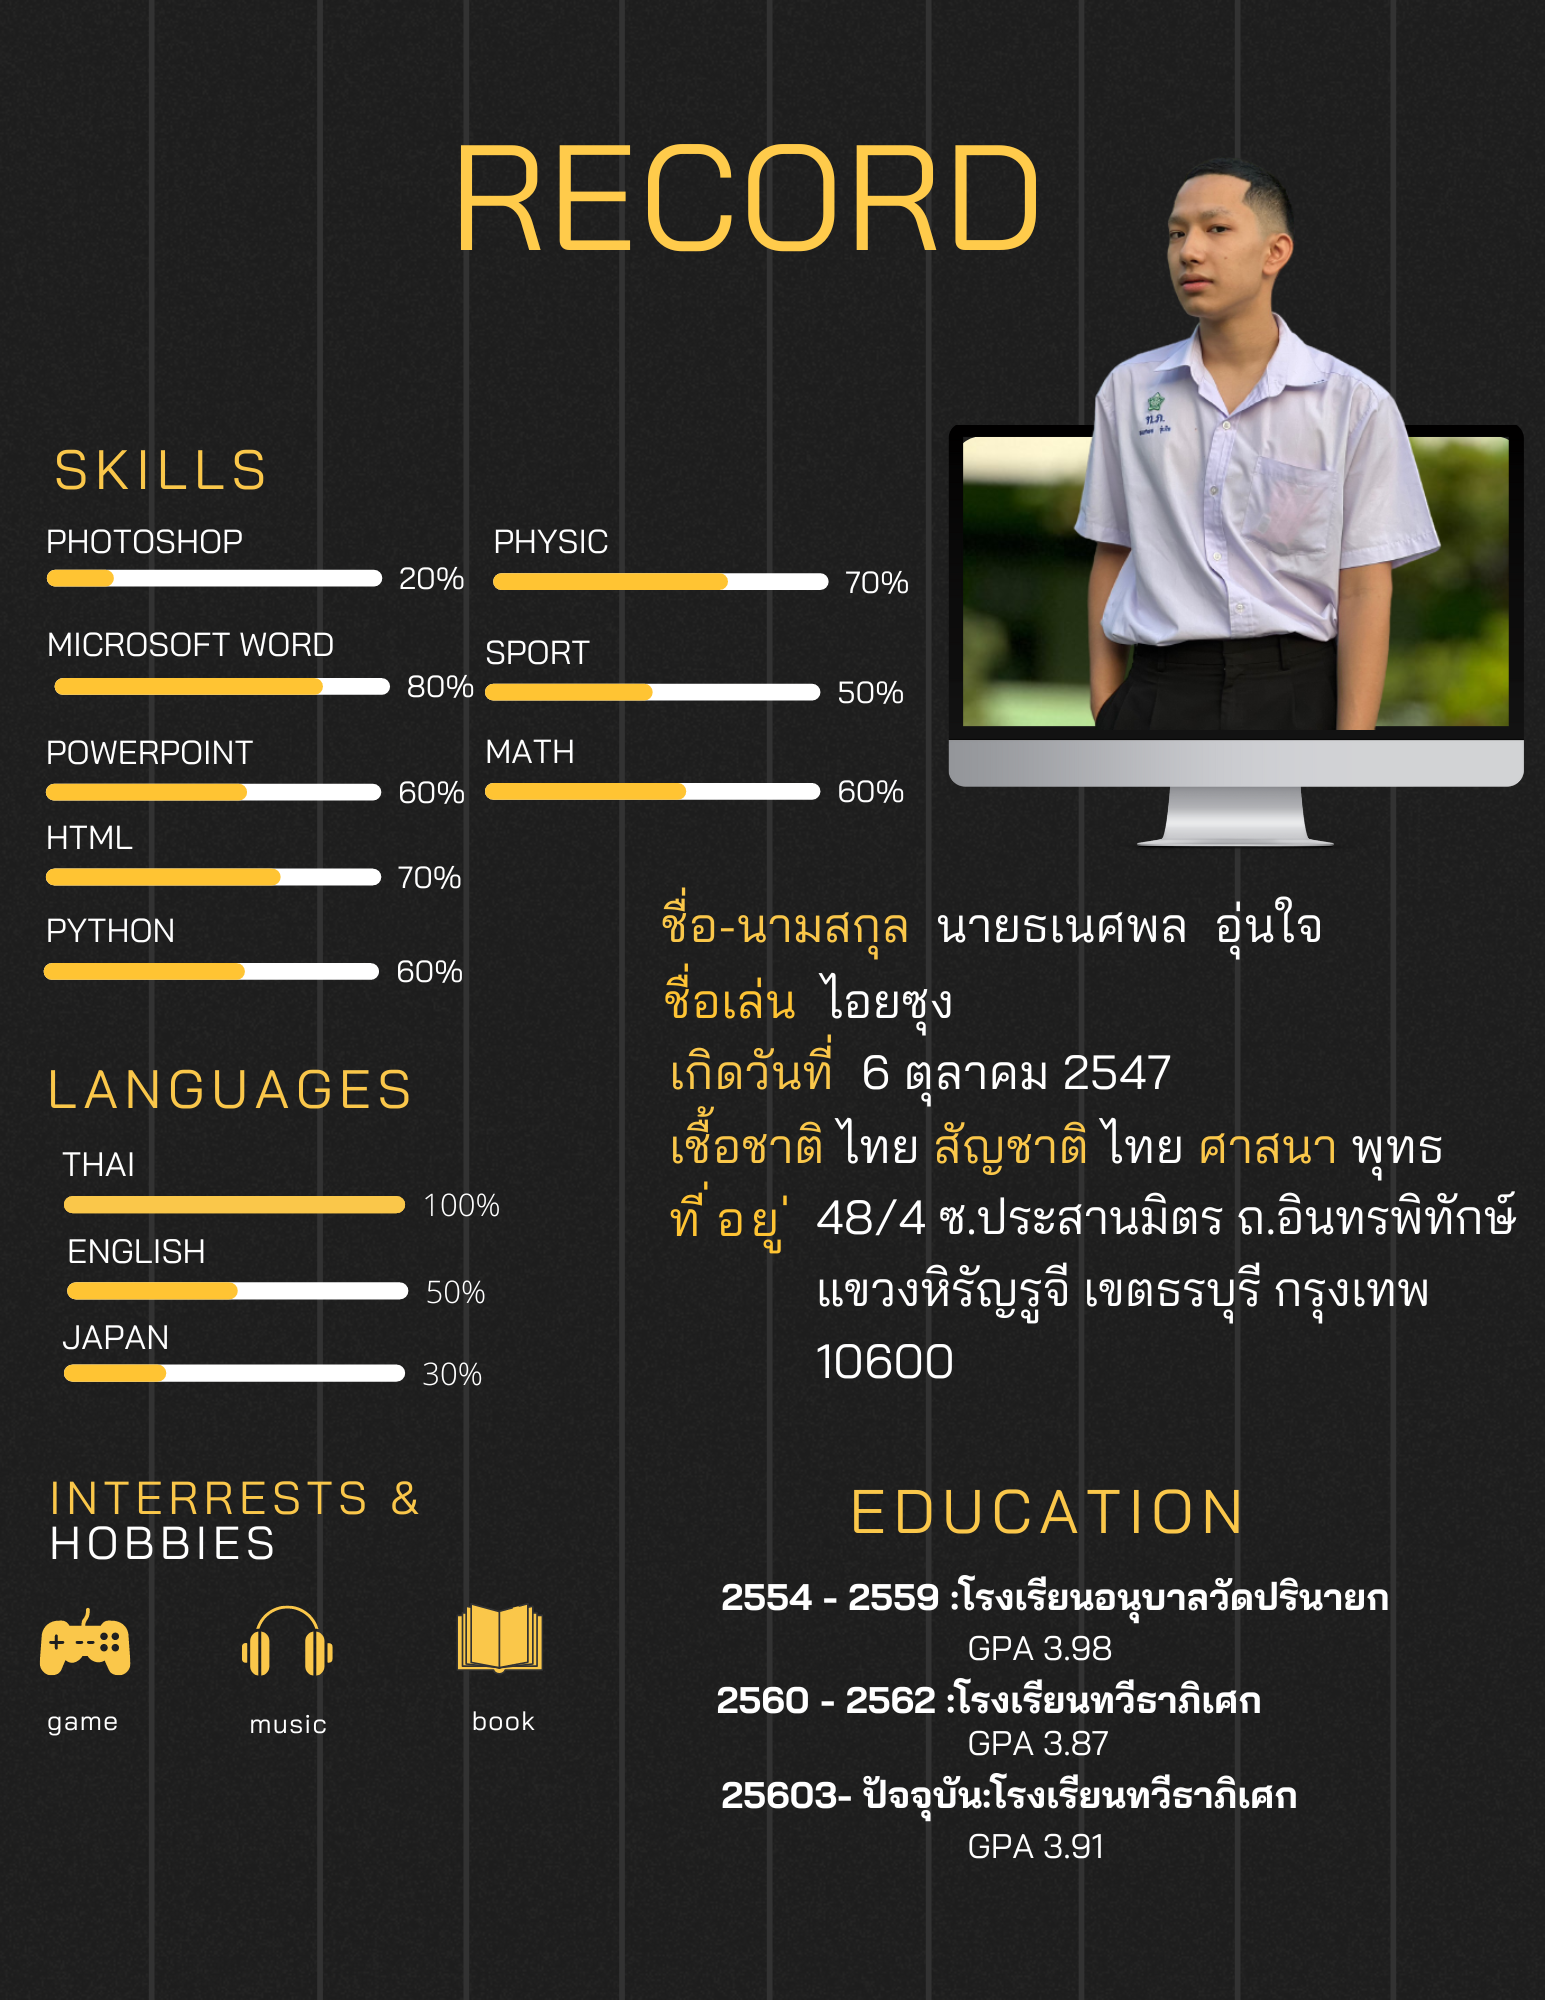 RECORD
SKILLS
PHOTOSHOP
20%
MICROSOFT WORD
80%
POWERPOINT
60%
HTML
70%
PYTHON
60%
PHYSIC
70%
SPORT
50%
MATH
60%
ท.ภ.
ชื่อ-นามสกุล นายธเนศพล อุ่นใจ
ชื่อเล่น ไอยซุง
เกิดวันที่ 6 ตุลาคม 2547
เชื้อชาติ ไทย สัญชาติ ไทย ศาสนา พุทธ
ที่อยู่ 48/4 ซ.ประสานมิตร ถ.อินทรพิทักษ์
แขวงหิรัญรูจี เขตธรบุรี กรุงเทพ
10600
LANGUAGES
THAI
100%
ENGLISH
50%
JAPAN
30%
INTERRESTS &
HOBBIES
game
music
book
EDUCATION
2554 - 2559 :โรงเรียนอนุบาลวัดปรินายก
GPA 3.98
2560 - 2562 :โรงเรียนทวีธาภิเศก
GPA 3.87
25603- ปัจจุบัน:โรงเรียนทวีธาภิเศก
GPA 3.91